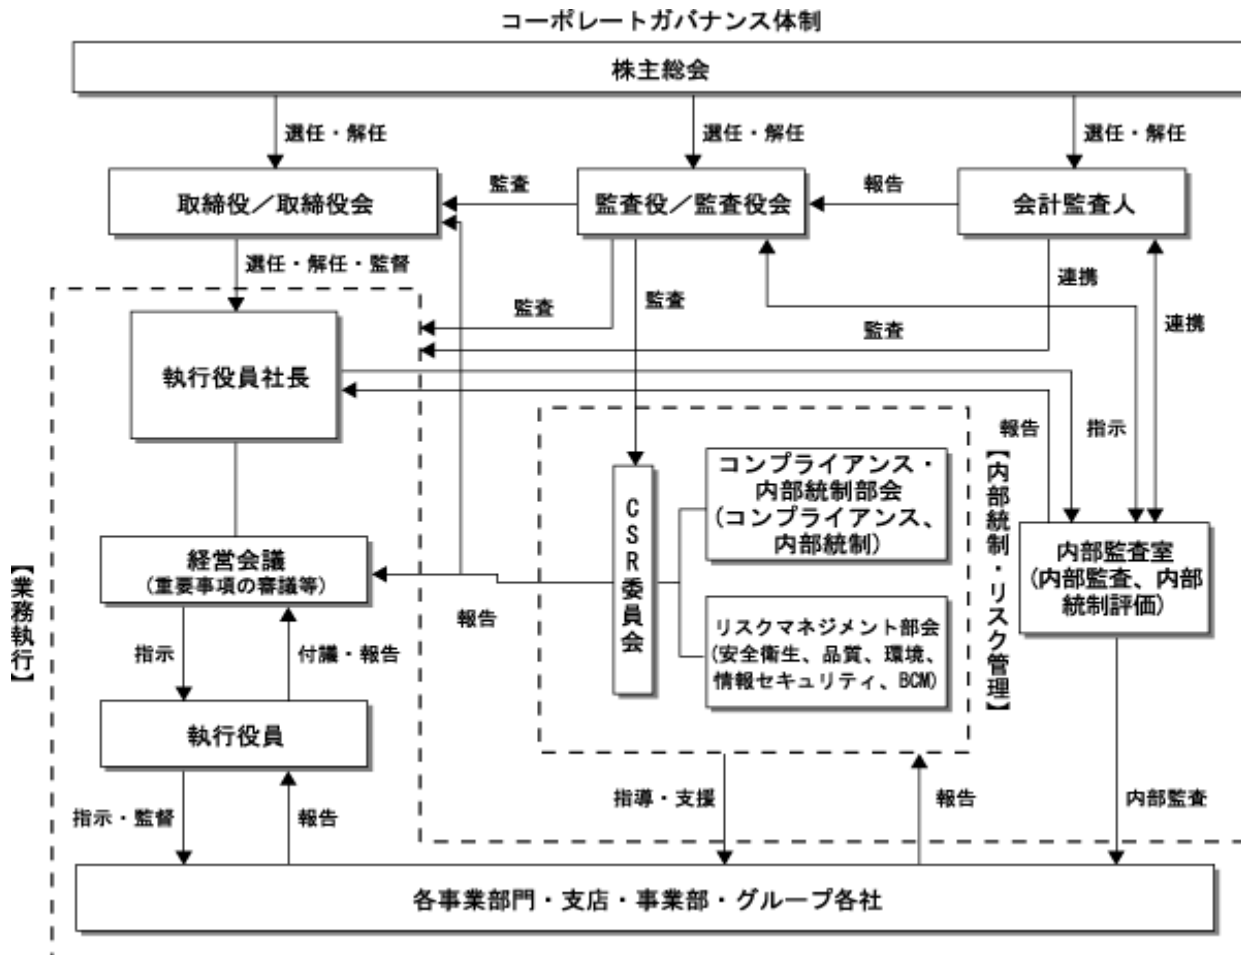 コーポレートガバナンス体制
株主総会
選任・解任
選任・解任
選任・解任
取締役／取締役会
監査
監査役／監査役会
報告
会計監査人
選任・解任・監督
監査
監査
連携
監査
連携
執行役員社長
報告
指示
【内部統制・リスク管理】
コンプライアンス・
内部統制部会
(コンプライアンス、
内部統制)
CSR委員会
リスクマネジメント部会
(安全衛生、品質、環境、
情報セキュリティ、BCM)
内部監査室
(内部監査、内部
統制評価)
【業務執行】
経営会議
(重要事項の審議等)
報告
指示
付議・報告
執行役員
指示・監督
報告
指導・支援
報告
内部監査
各事業部門・支店・事業部・グループ各社